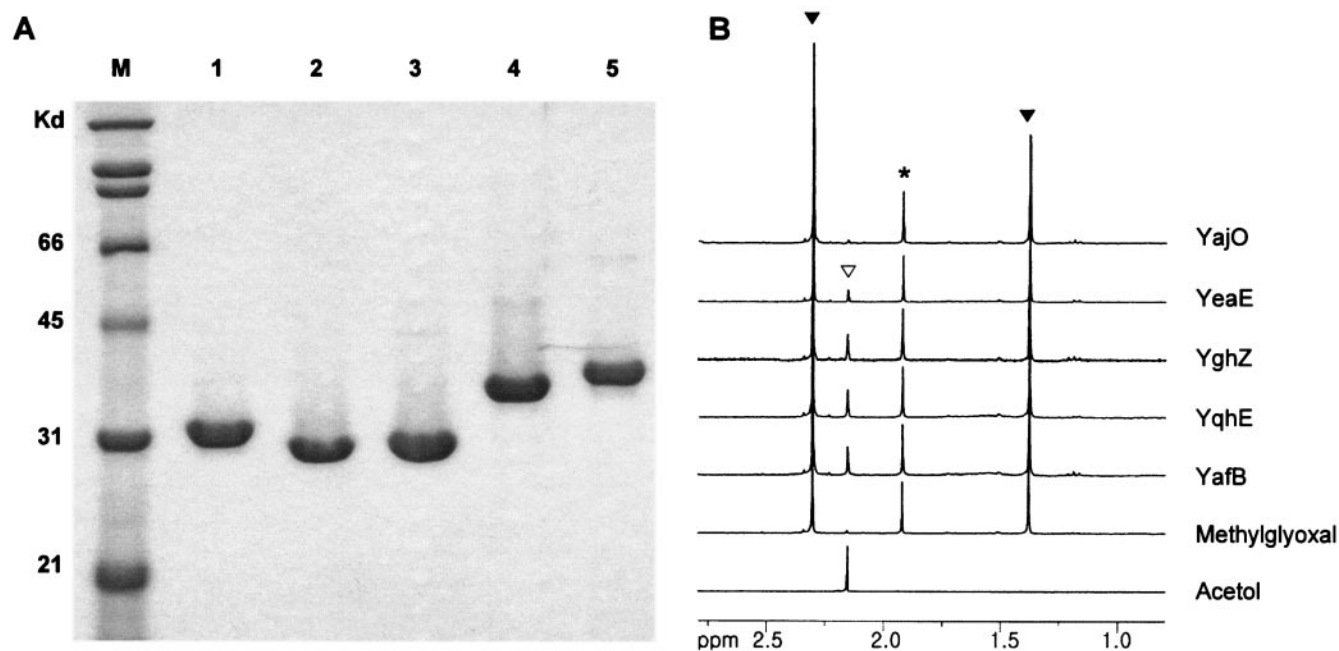 A
M 1 2 3 4 5
Kd
66
45
31
21
B
*
YajO
YeaE
YghZ
YqhE
YafB
Methylglyoxal
Acetol
ppm 2.5 2.0 1.5 1.0